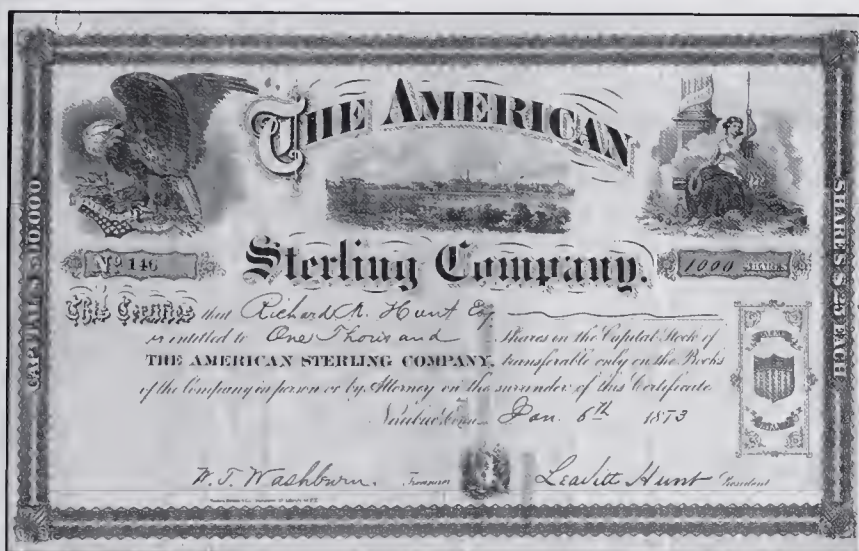 THE AMERICAN
Sterling Company.
No 146
1000 SHARES
This Certifies that Richard M. Hunt Esq
is entitled to One Thousand Shares on the Capital Stock of
THE AMERICAN STERLING COMPANY, transferable only on the Books
of the Company in person or by Attorney on the surrender of this Certificate
Jan. 6th 1873
W. T. Washburn. Treasurer
Leavitt Hunt President
SHARES $25 EACH